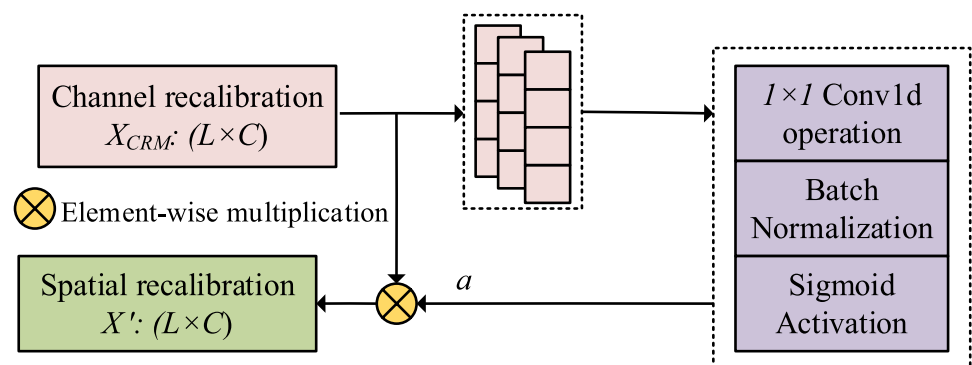 Channel recalibration
X_CRM: (L×C)
Element-wise multiplication
Spatial recalibration
X': (L×C)
a
1×1 Conv1d
operation
Batch
Normalization
Sigmoid
Activation